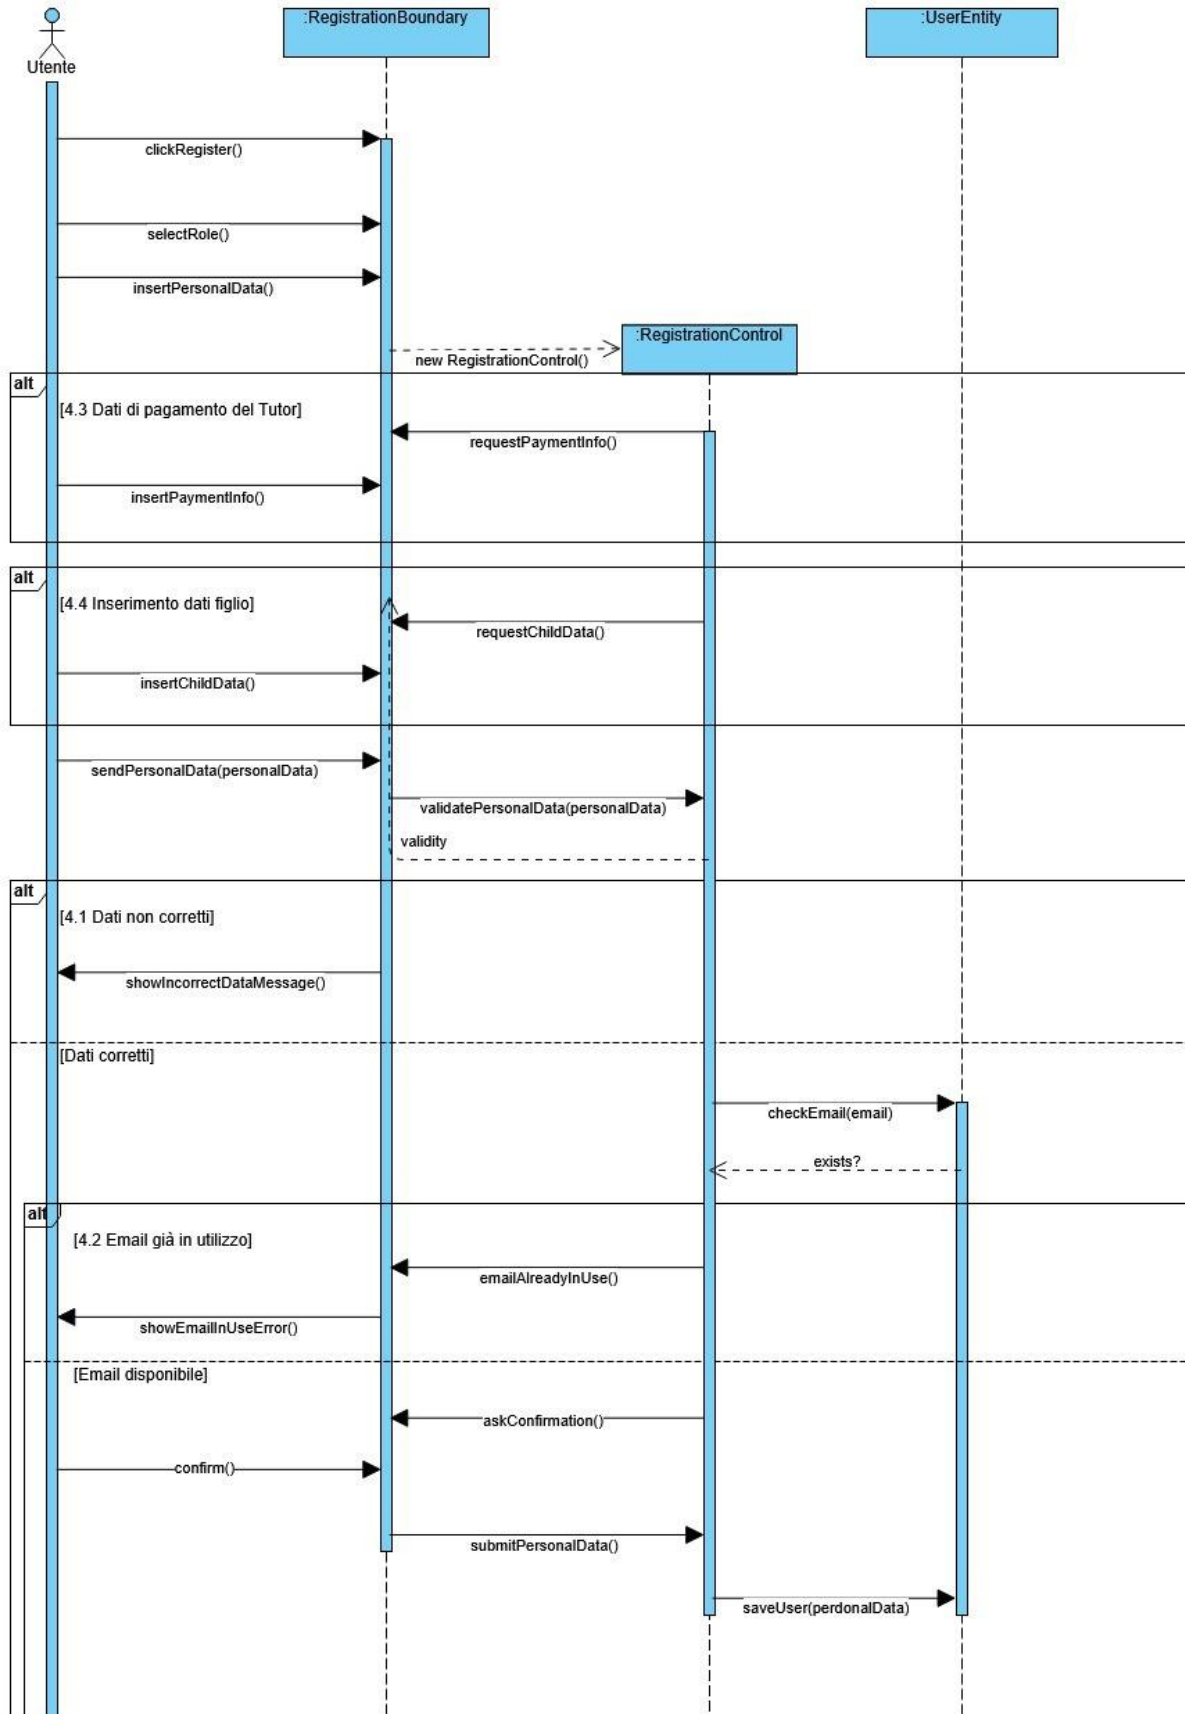 :RegistrationBoundary
:UserEntity
Utente
clickRegister()
selectRole()
insertPersonalData()
:RegistrationControl
new RegistrationControl()
alt
[4.3 Dati di pagamento del Tutor]
requestPaymentInfo()
insertPaymentInfo()
alt
[4.4 Inserimento dati figlio]
requestChildData()
insertChildData()
sendPersonalData(personalData)
validatePersonalData(personalData)
validity
alt
[4.1 Dati non corretti]
showIncorrectDataMessage()
[Dati corretti]
checkEmail(email)
exists?
alt
[4.2 Email già in utilizzo]
emailAlreadyInUse()
showEmailInUseError()
[Email disponibile]
askConfirmation()
confirm()
submitPersonalData()
saveUser(perdonalData)